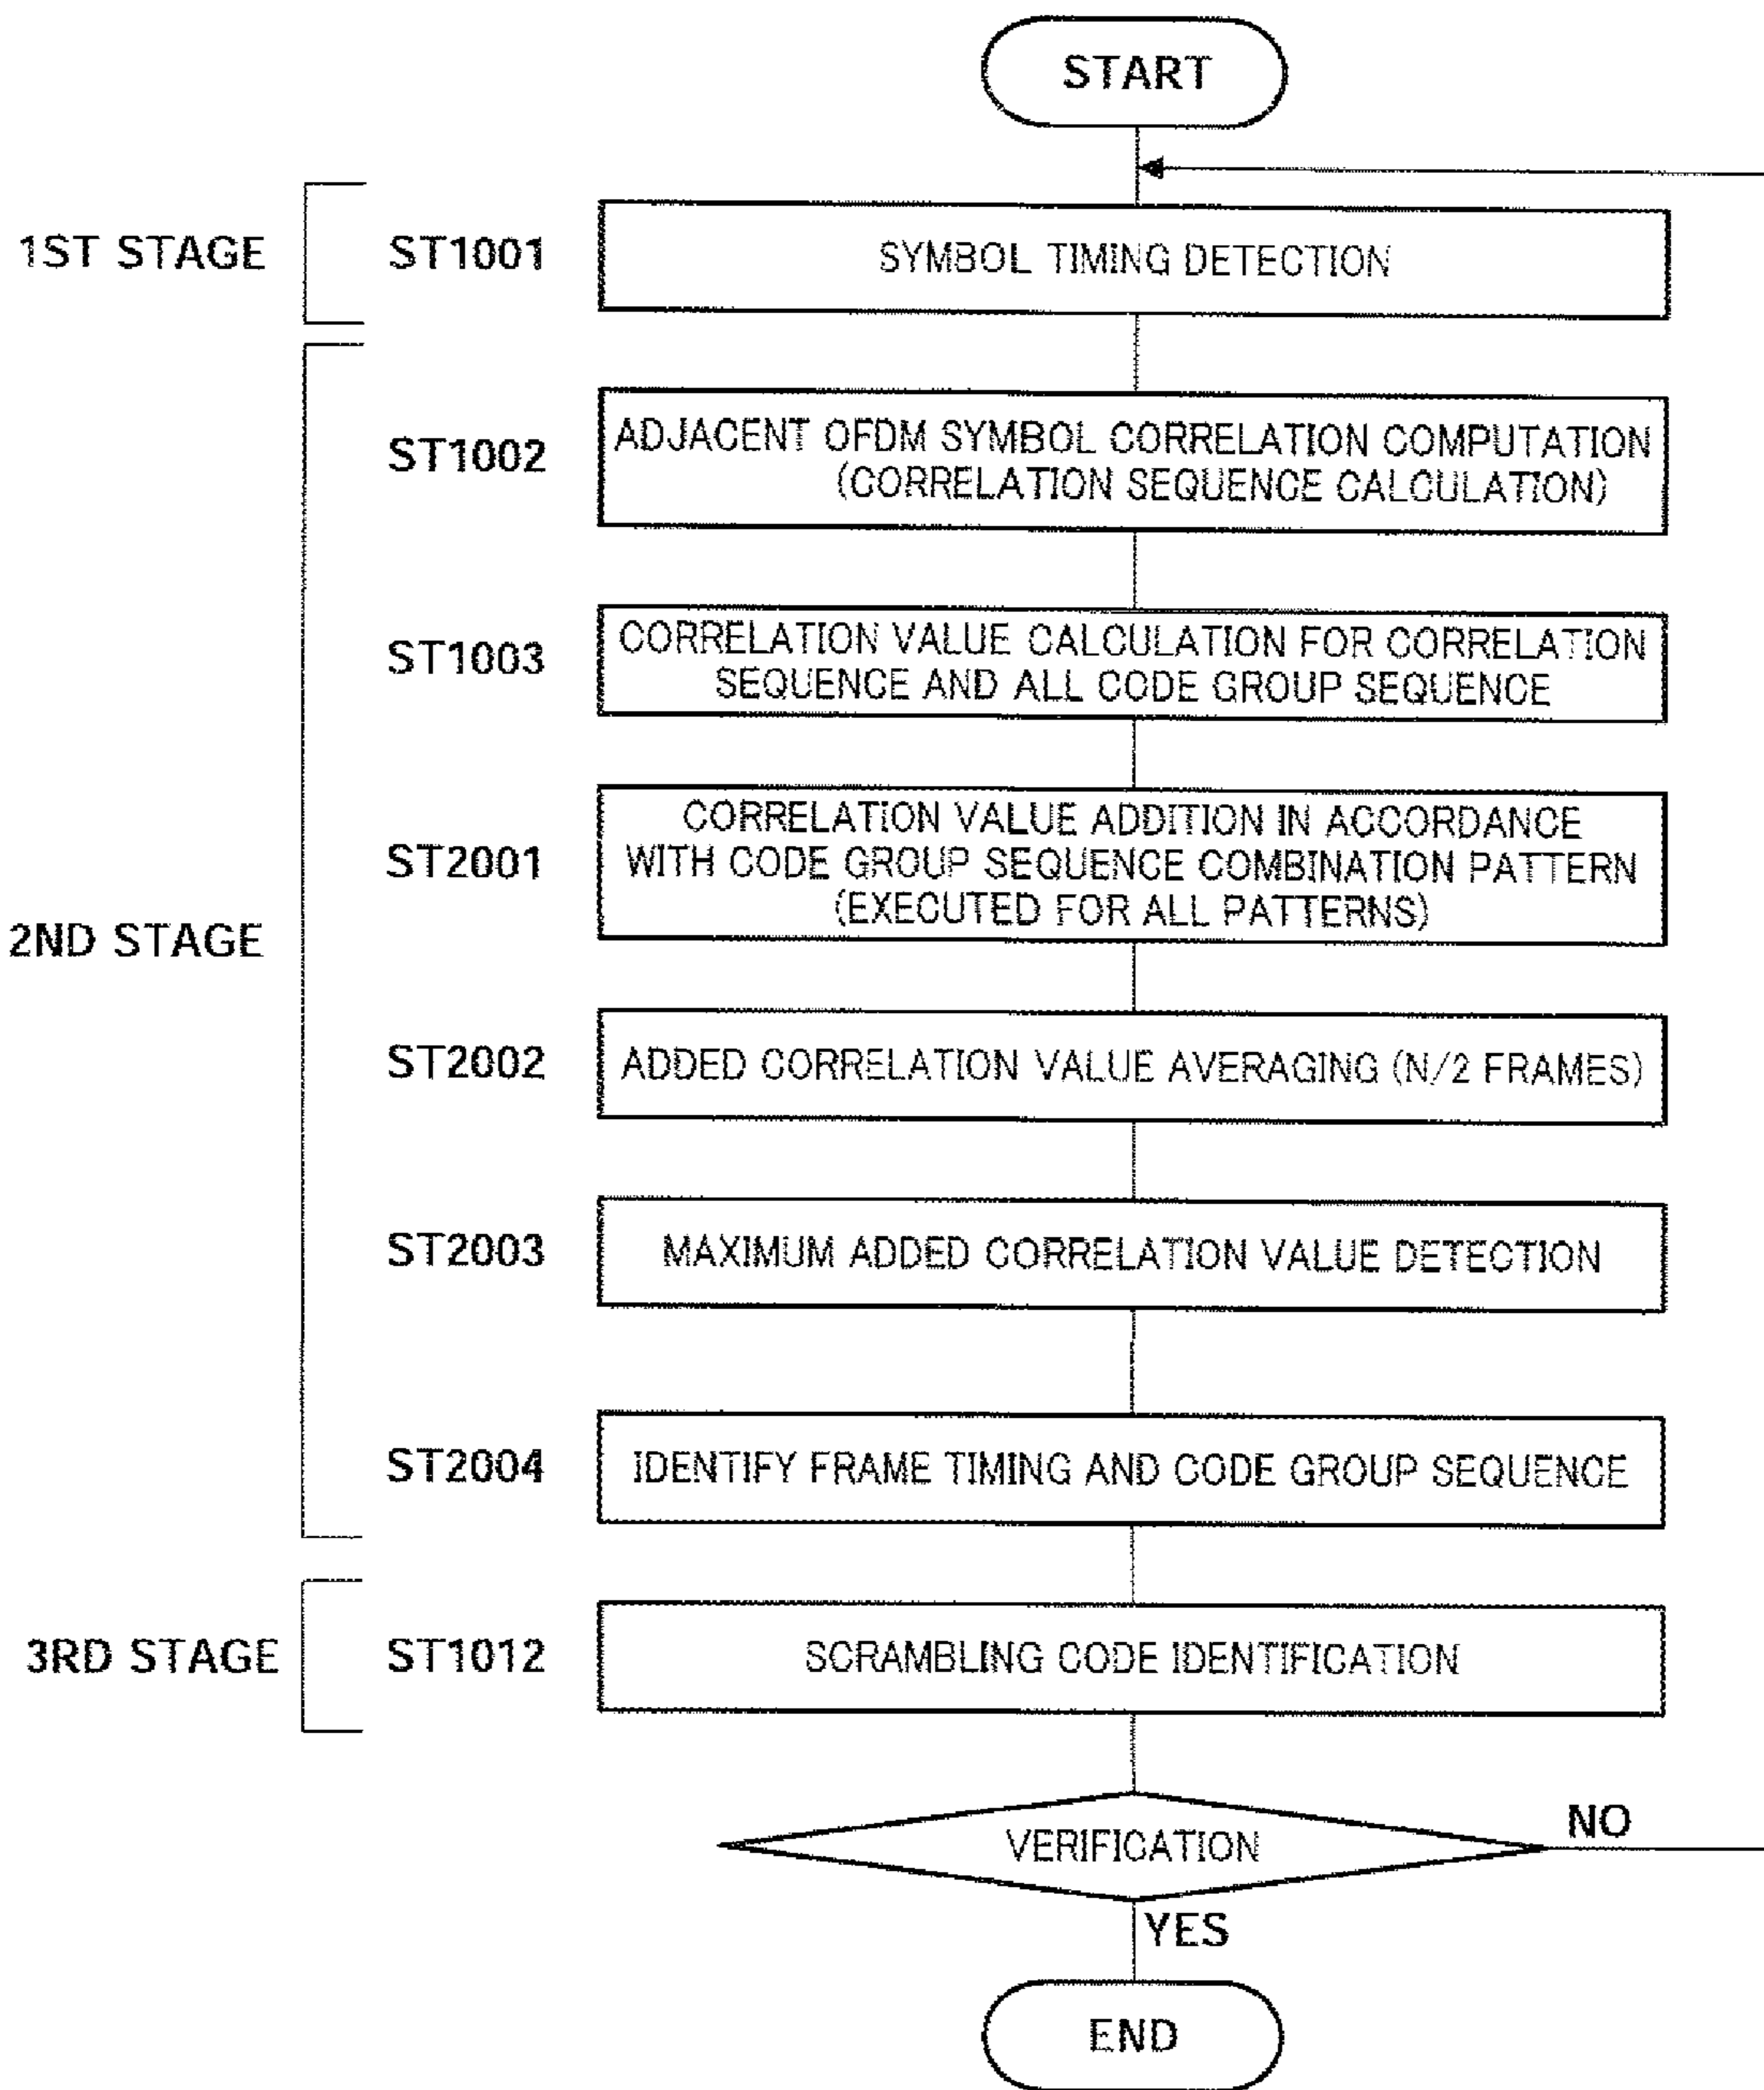 START
1ST STAGE
ST1001
SYMBOL TIMING DETECTION
ST1002
ADJACENT OFDM SYMBOL CORRELATION COMPUTATION
(CORRELATION SEQUENCE CALCULATION)
ST1003
CORRELATION VALUE CALCULATION FOR CORRELATION
SEQUENCE AND ALL CODE GROUP SEQUENCE
2ND STAGE
ST2001
CORRELATION VALUE ADDITION IN ACCORDANCE
WITH CODE GROUP SEQUENCE COMBINATION PATTERN
(EXECUTED FOR ALL PATTERNS)
ST2002
ADDED CORRELATION VALUE AVERAGING (N/2 FRAMES)
ST2003
MAXIMUM ADDED CORRELATION VALUE DETECTION
ST2004
IDENTIFY FRAME TIMING AND CODE GROUP SEQUENCE
3RD STAGE
ST1012
SCRAMBLING CODE IDENTIFICATION
VERIFICATION
NO
YES
END